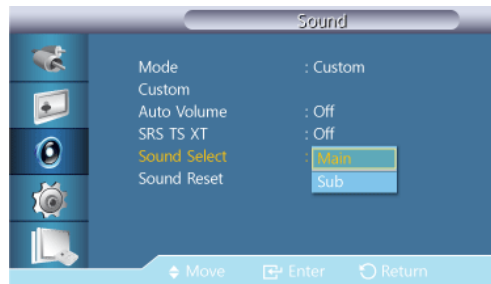 Sound
Mode : Custom
Custom
Auto Volume : Off
SRS TS XT : Off
Sound Select : Main
Sub
Sound Reset
Move Enter Return